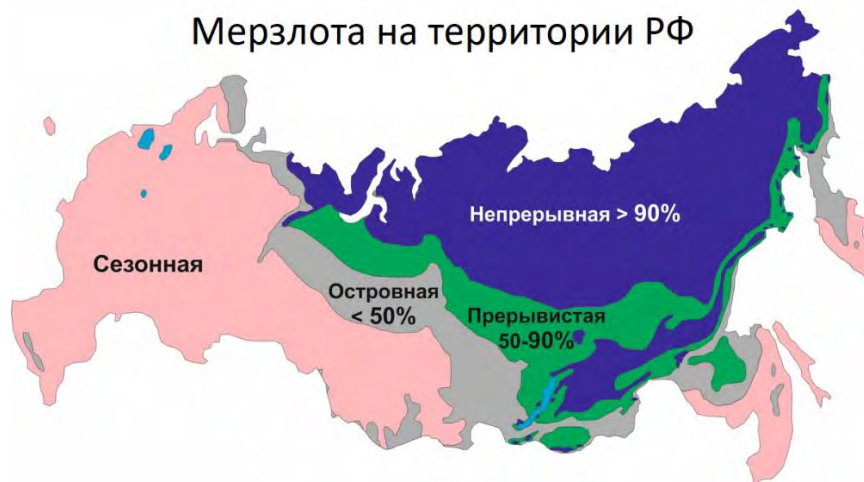 Мерзлота на территории РФ
Непрерывная > 90%
Сезонная
Островная
< 50%
Прерывистая
50-90%